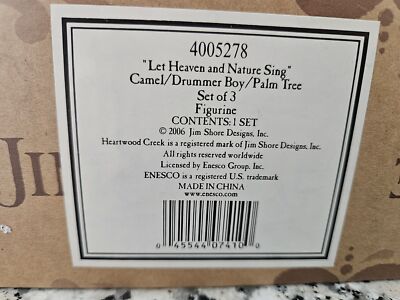 4005278
"Let Heaven and Nature Sing"
Camel/Drummer Boy/Palm Tree
Set of 3
Figurine
CONTENTS: 1 SET
© 2006 Jim Shore Designs, Inc.
Heartwood Creek is a registered mark of Jim Shore Designs, Inc.
All rights reserved worldwide
Licensed by Enesco Group, Inc.
ENESCO is a registered U.S. trademark
MADE IN CHINA
www.enesco.com
0 45544 07410 0
JIM